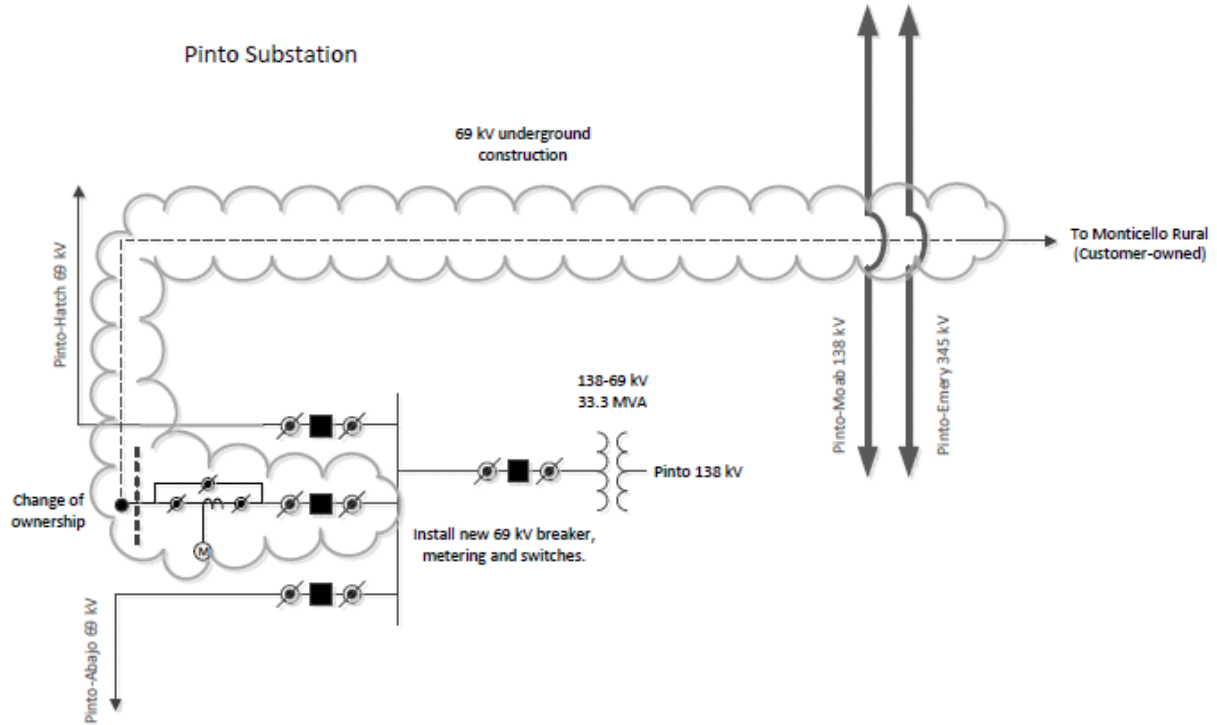 Pinto Substation
69 kV underground
construction
To Monticello Rural
(Customer-owned)
Pinto-Hatch 69 kV
Pinto-Moab 138 kV
Pinto-Emery 345 kV
138-69 kV
33.3 MVA
Pinto 138 kV
Change of
ownership
M
Install new 69 kV breaker,
metering and switches.
Pinto-Abajo 69 kV